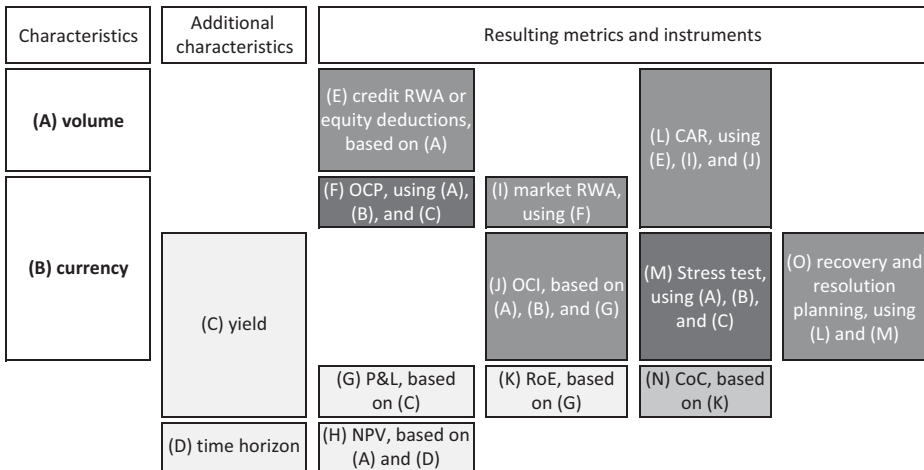 Characteristics
Additional
characteristics
Resulting metrics and instruments
(A) volume
(E) credit RWA or
equity deductions,
based on (A)
(L) CAR, using
(E), (I), and (J)
(F) OCP, using (A),
(B), and (C)
(I) market RWA,
using (F)
(B) currency
(C) yield
(J) OCI, based on
(A), (B), and (G)
(M) Stress test,
using (A), (B),
and (C)
(O) recovery and
resolution
planning, using
(L) and (M)
(G) P&L, based
on (C)
(K) RoE, based
on (G)
(N) CoC, based
on (K)
(D) time horizon
(H) NPV, based on
(A) and (D)